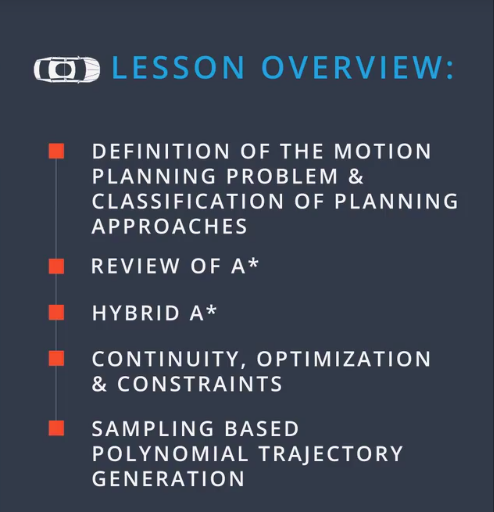 LESSON OVERVIEW:
DEFINITION OF THE MOTION
PLANNING PROBLEM &
CLASSIFICATION OF PLANNING
APPROACHES
REVIEW OF A*
HYBRID A*
CONTINUITY, OPTIMIZATION
& CONSTRAINTS
SAMPLING BASED
POLYNOMIAL TRAJECTORY
GENERATION